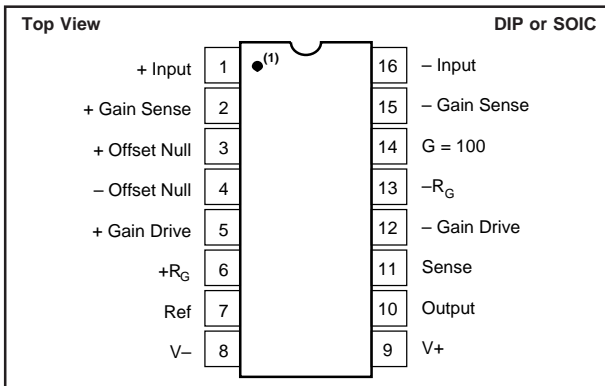 Top View DIP or SOIC
+ Input 1 (1) 16 – Input
+ Gain Sense 2 15 – Gain Sense
+ Offset Null 3 14 G = 100
– Offset Null 4 13 –RG
+ Gain Drive 5 12 – Gain Drive
+RG 6 11 Sense
Ref 7 10 Output
V– 8 9 V+